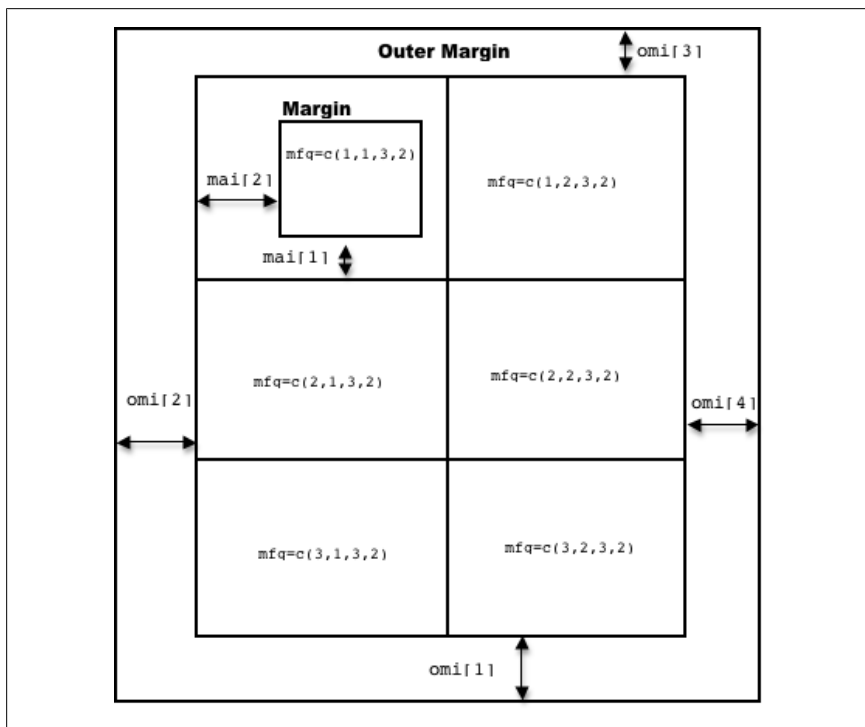 Outer Margin
omi[3]
Margin
mfg=c(1,1,3,2)
mai[2]
mfg=c(1,2,3,2)
mai[1]
mfg=c(2,1,3,2)
mfg=c(2,2,3,2)
omi[2]
omi[4]
mfg=c(3,1,3,2)
mfg=c(3,2,3,2)
omi[1]